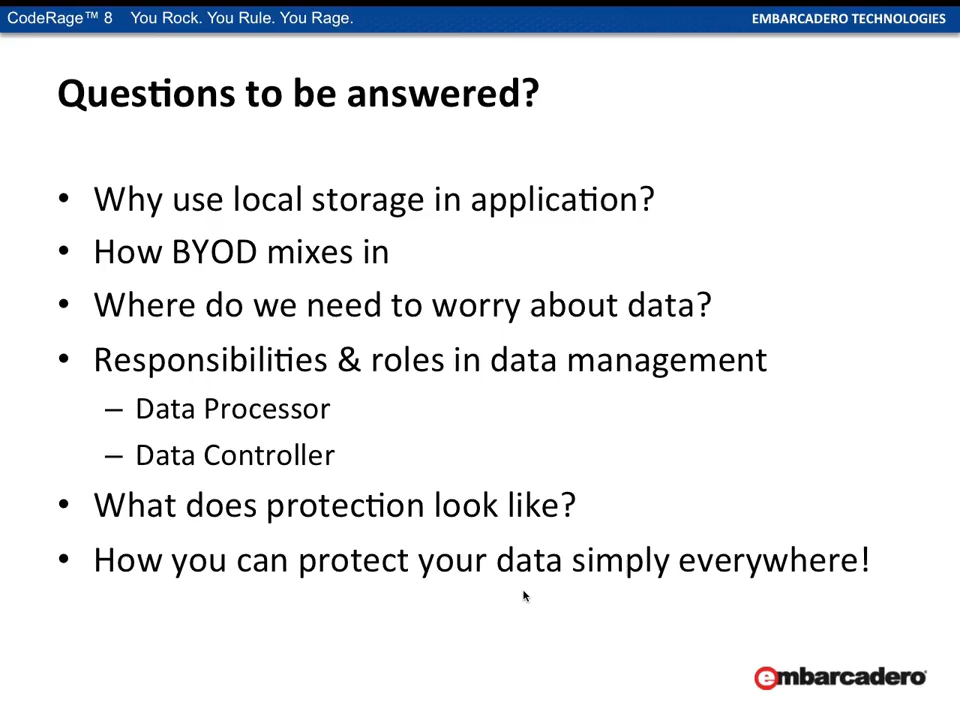 CodeRage™ 8 You Rock. You Rule. You Rage. EMBARCADERO TECHNOLOGIES
Questions to be answered?
• Why use local storage in application?
• How BYOD mixes in
• Where do we need to worry about data?
• Responsibilities & roles in data management
– Data Processor
– Data Controller
• What does protection look like?
• How you can protect your data simply everywhere!
embarcadero